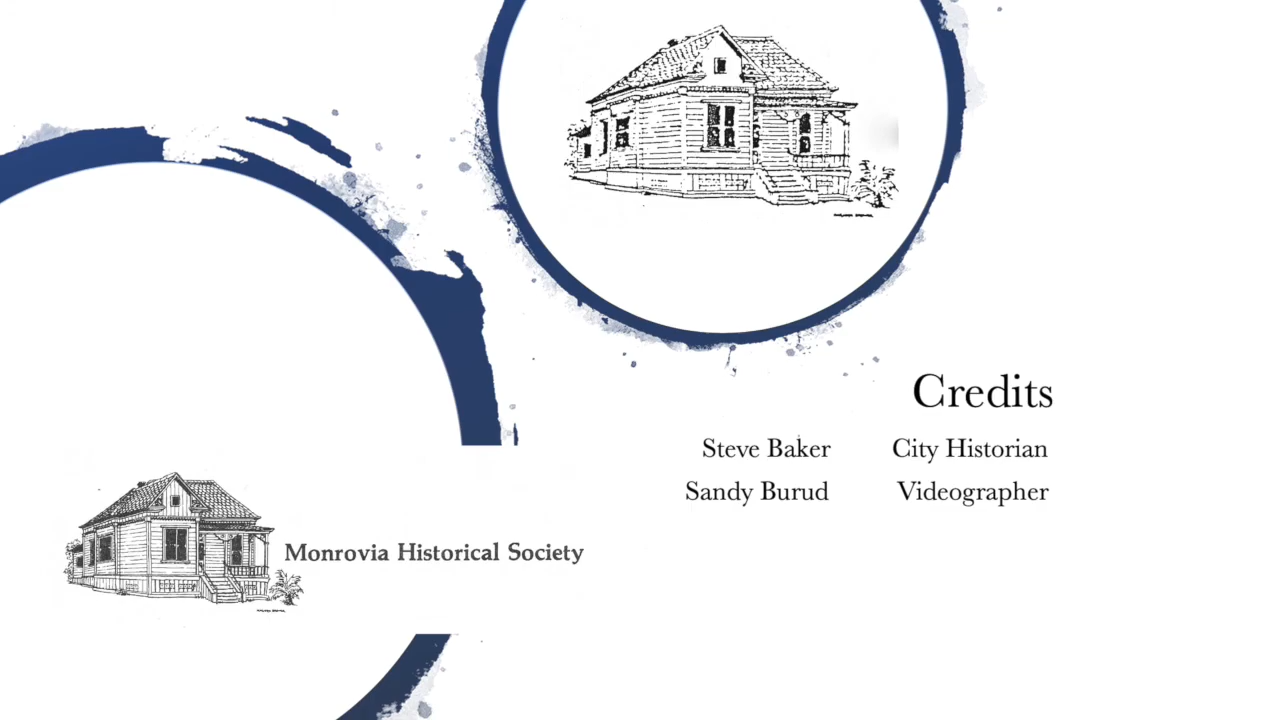 Credits
Steve Baker City Historian
Sandy Burud Videographer
Monrovia Historical Society